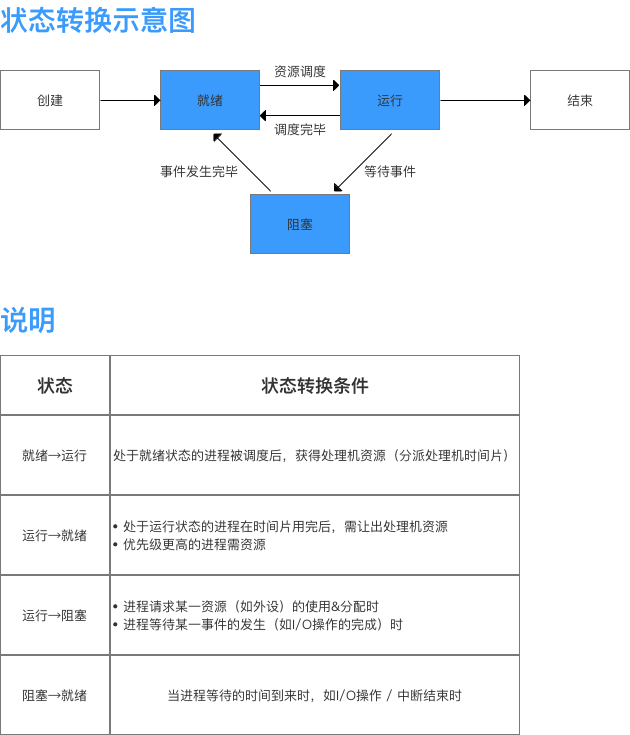 状态转换示意图
资源调度
创建
就绪
运行
结束
调度完毕
事件发生完毕
等待事件
阻塞
说明
状态
状态转换条件
就绪→运行
处于就绪状态的进程被调度后，获得处理机资源（分派处理机时间片）
运行→就绪
• 处于运行状态的进程在时间片用完后，需让出处理机资源
• 优先级更高的进程需资源
运行→阻塞
• 进程请求某一资源（如外设）的使用&分配时
• 进程等待某一事件的发生（如I/O操作的完成）时
阻塞→就绪
当进程等待的时间到来时，如I/O操作 / 中断结束时